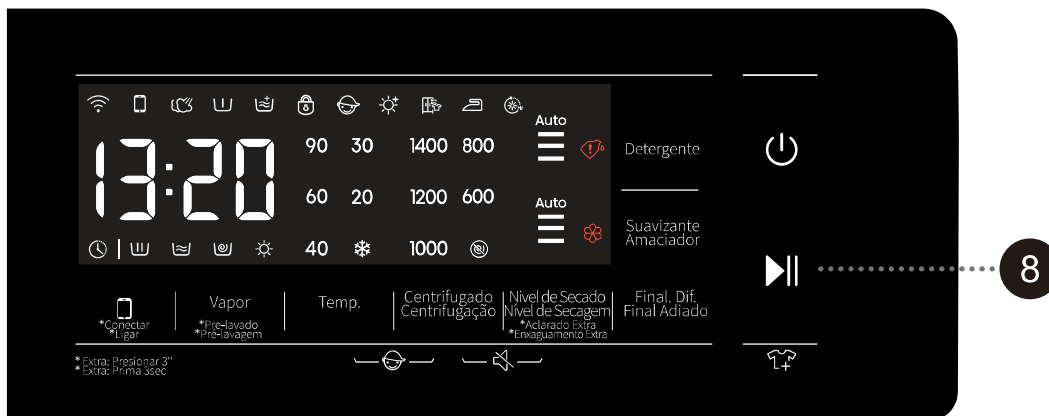 Auto
90 30 1400 800
13:20
Detergente
60 20 1200 600
Auto
Suavizante
Amaciador
40 1000
8
Vapor
*Pre-lavado
*Pré-lavagem
Temp.
Centrifugado
Centrifugação
Nivel de Secado
Nível de Secagem
*Aclarado Extra
*Enxaguamento Extra
Final. Dif.
Final Adiado
*Conectar
*Ligar
* Extra: Presionar 3"
* Extra: Prima 3sec